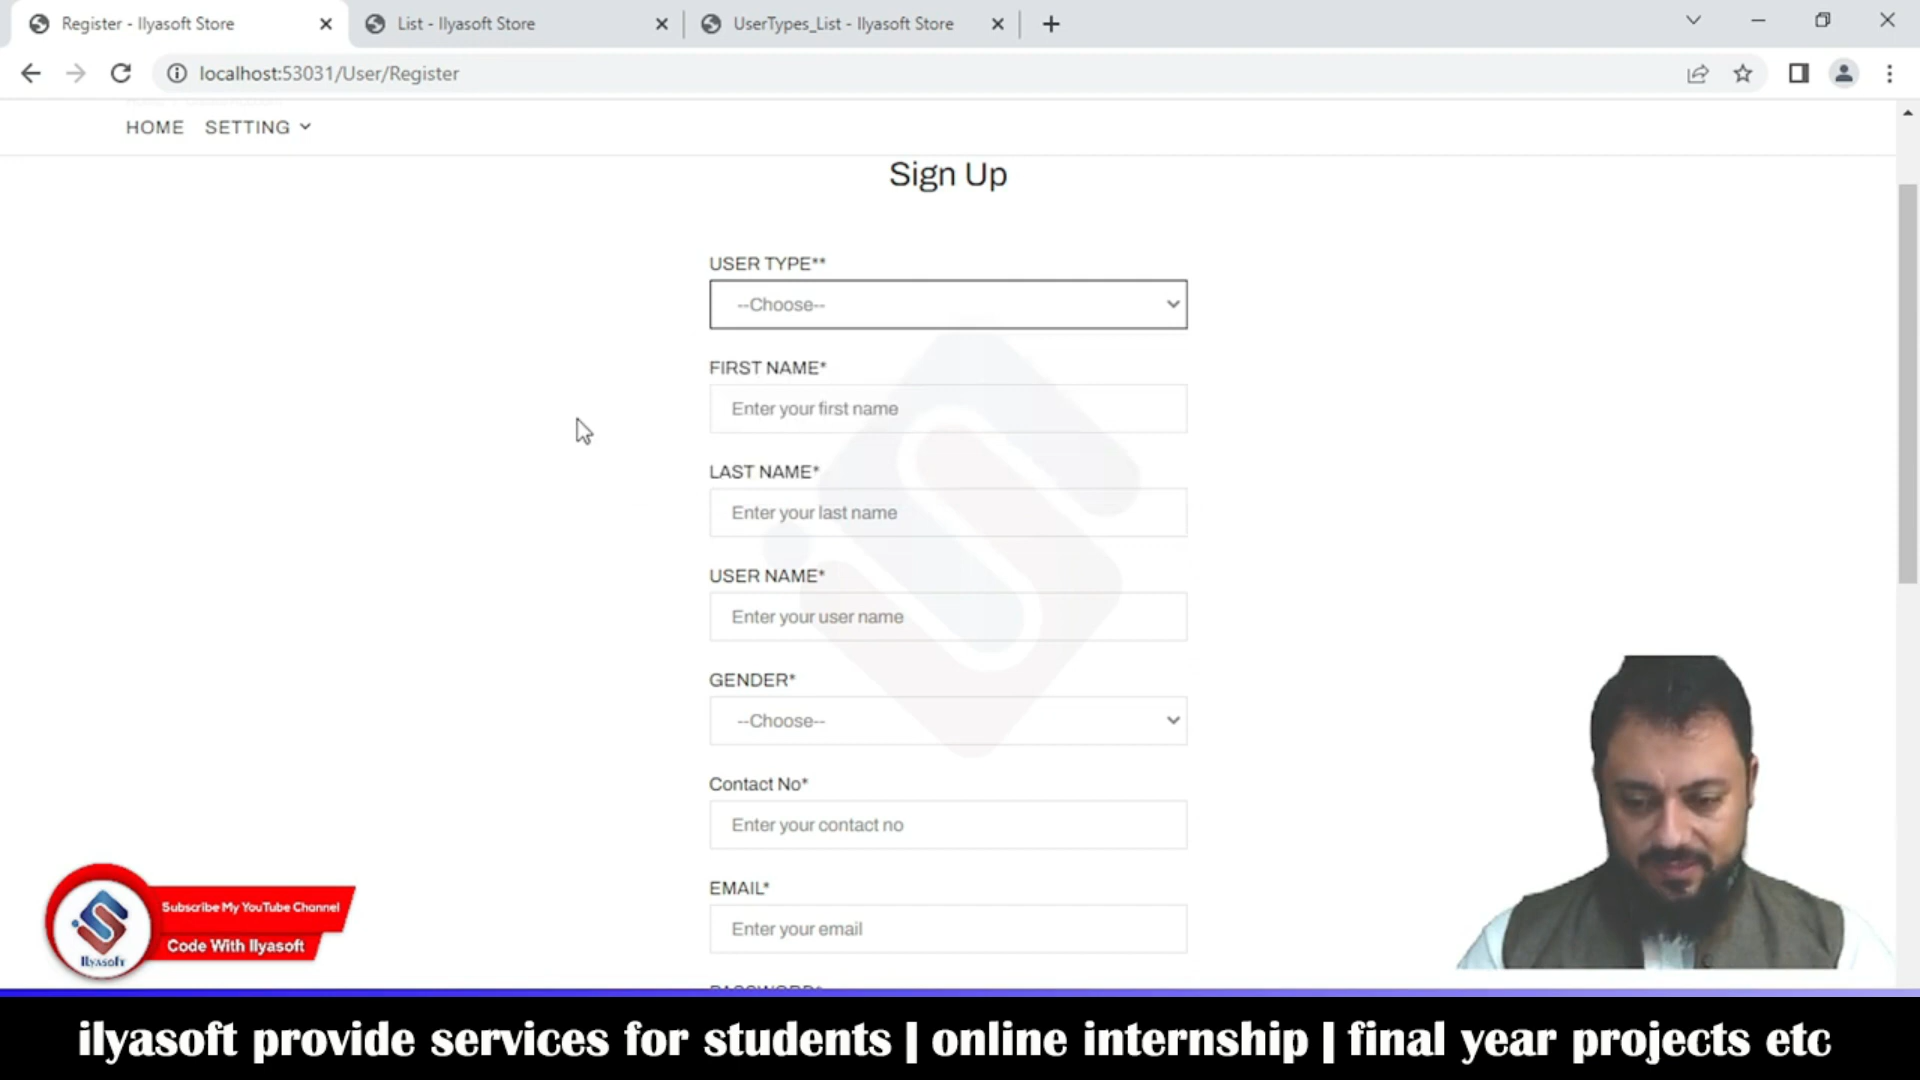 Register - Ilyasoft Store
List - Ilyasoft Store
UserTypes_List - Ilyasoft Store
localhost:53031/User/Register
HOME SETTING
Sign Up
USER TYPE**
--Choose--
FIRST NAME*
Enter your first name
LAST NAME*
Enter your last name
USER NAME*
Enter your user name
GENDER*
--Choose--
Contact No*
Enter your contact no
EMAIL*
Enter your email
PASSWORD*
Subscribe My YouTube Channel
Code With Ilyasoft
Ilyasoft
ilyasoft provide services for students | online internship | final year projects etc